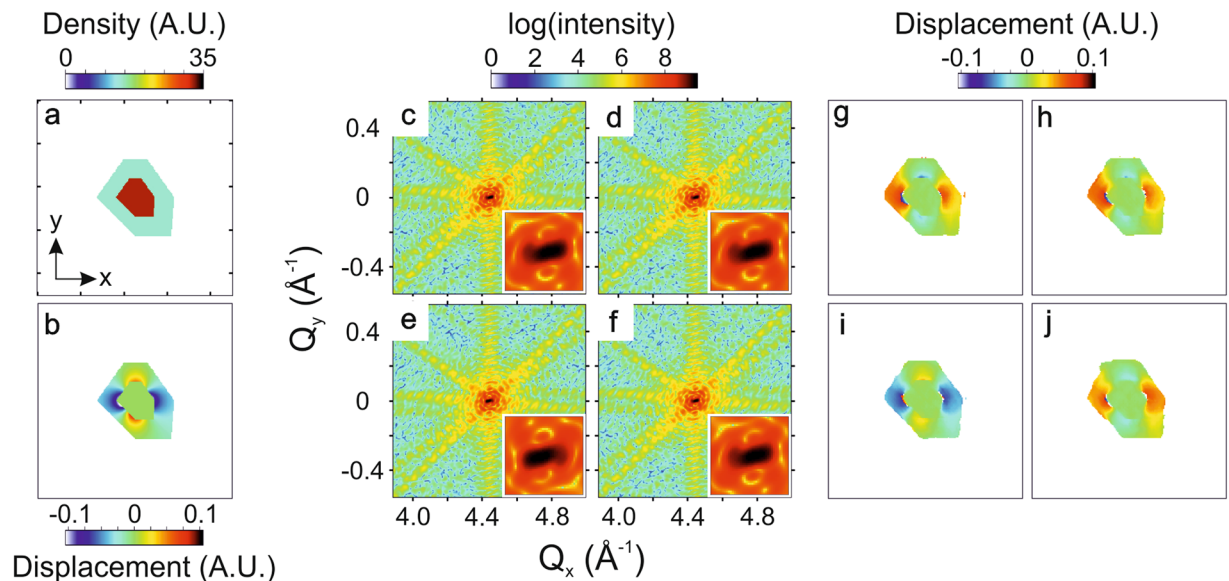 Density (A.U.)
0 35
a
y
x
b
-0.1 0 0.1
Displacement (A.U.)
log(intensity)
0 2 4 6 8
c d
0.4
0
-0.4
e f
0.4
0
-0.4
Qy (Å-1)
4.0 4.4 4.8 4.0 4.4 4.8
Qx (Å-1)
Displacement (A.U.)
-0.1 0 0.1
g h
i j